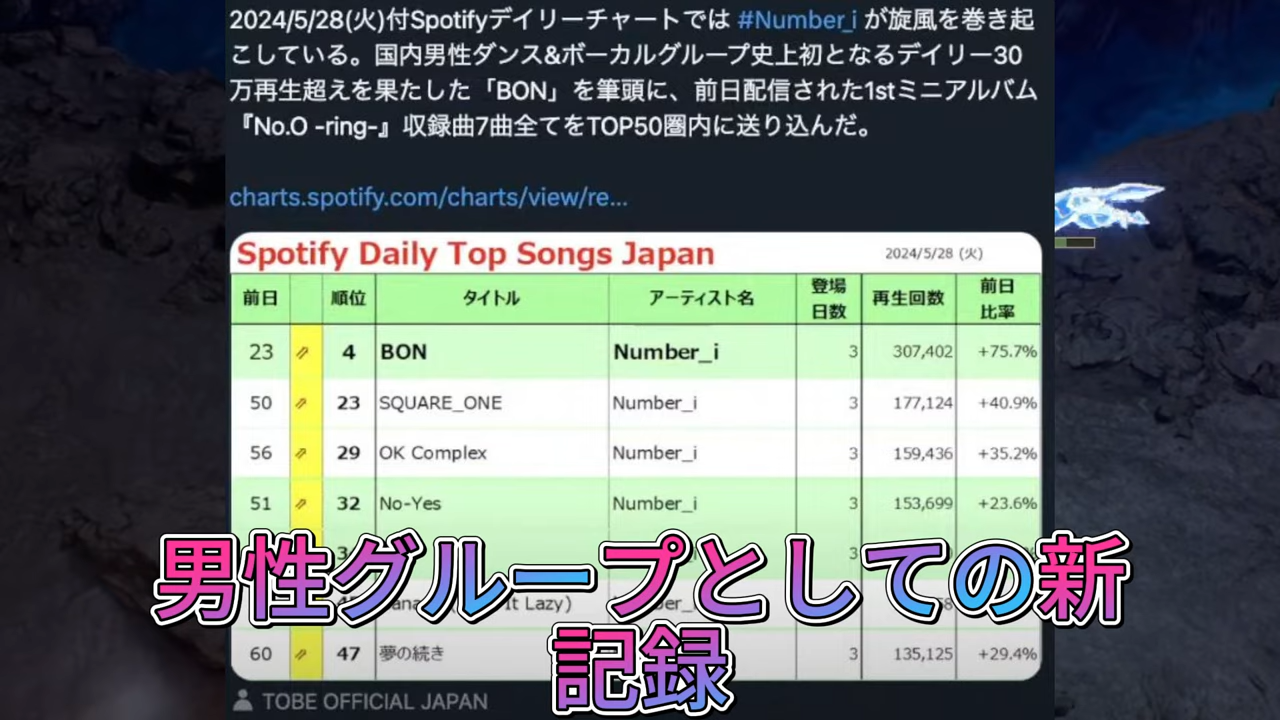 2024/5/28(火)付Spotifyデイリーチャートでは #Number_i が旋風を巻き起
こしている。国内男性ダンス&ボーカルグループ史上初となるデイリー30
万再生超えを果たした「BON」を筆頭に、前日配信された1stミニアルバム
『No.O -ring-』収録曲7曲全てをTOP50圏内に送り込んだ。
charts.spotify.com/charts/view/re...
Spotify Daily Top Songs Japan 2024/5/28 (火)
前日 順位 タイトル アーティスト名 登場日数 再生回数 前日比率
23 ⇗ 4 BON Number_i 3 307,402 +75.7%
50 ⇗ 23 SQUARE_ONE Number_i 3 177,124 +40.9%
56 ⇗ 29 OK Complex Number_i 3 159,436 +35.2%
51 ⇗ 32 No-Yes Number_i 3 153,699 +23.6%
It Lazy)
60 ⇗ 47 夢の続き 3 135,125 +29.4%
男性グループとしての新
記録
TOBE OFFICIAL JAPAN